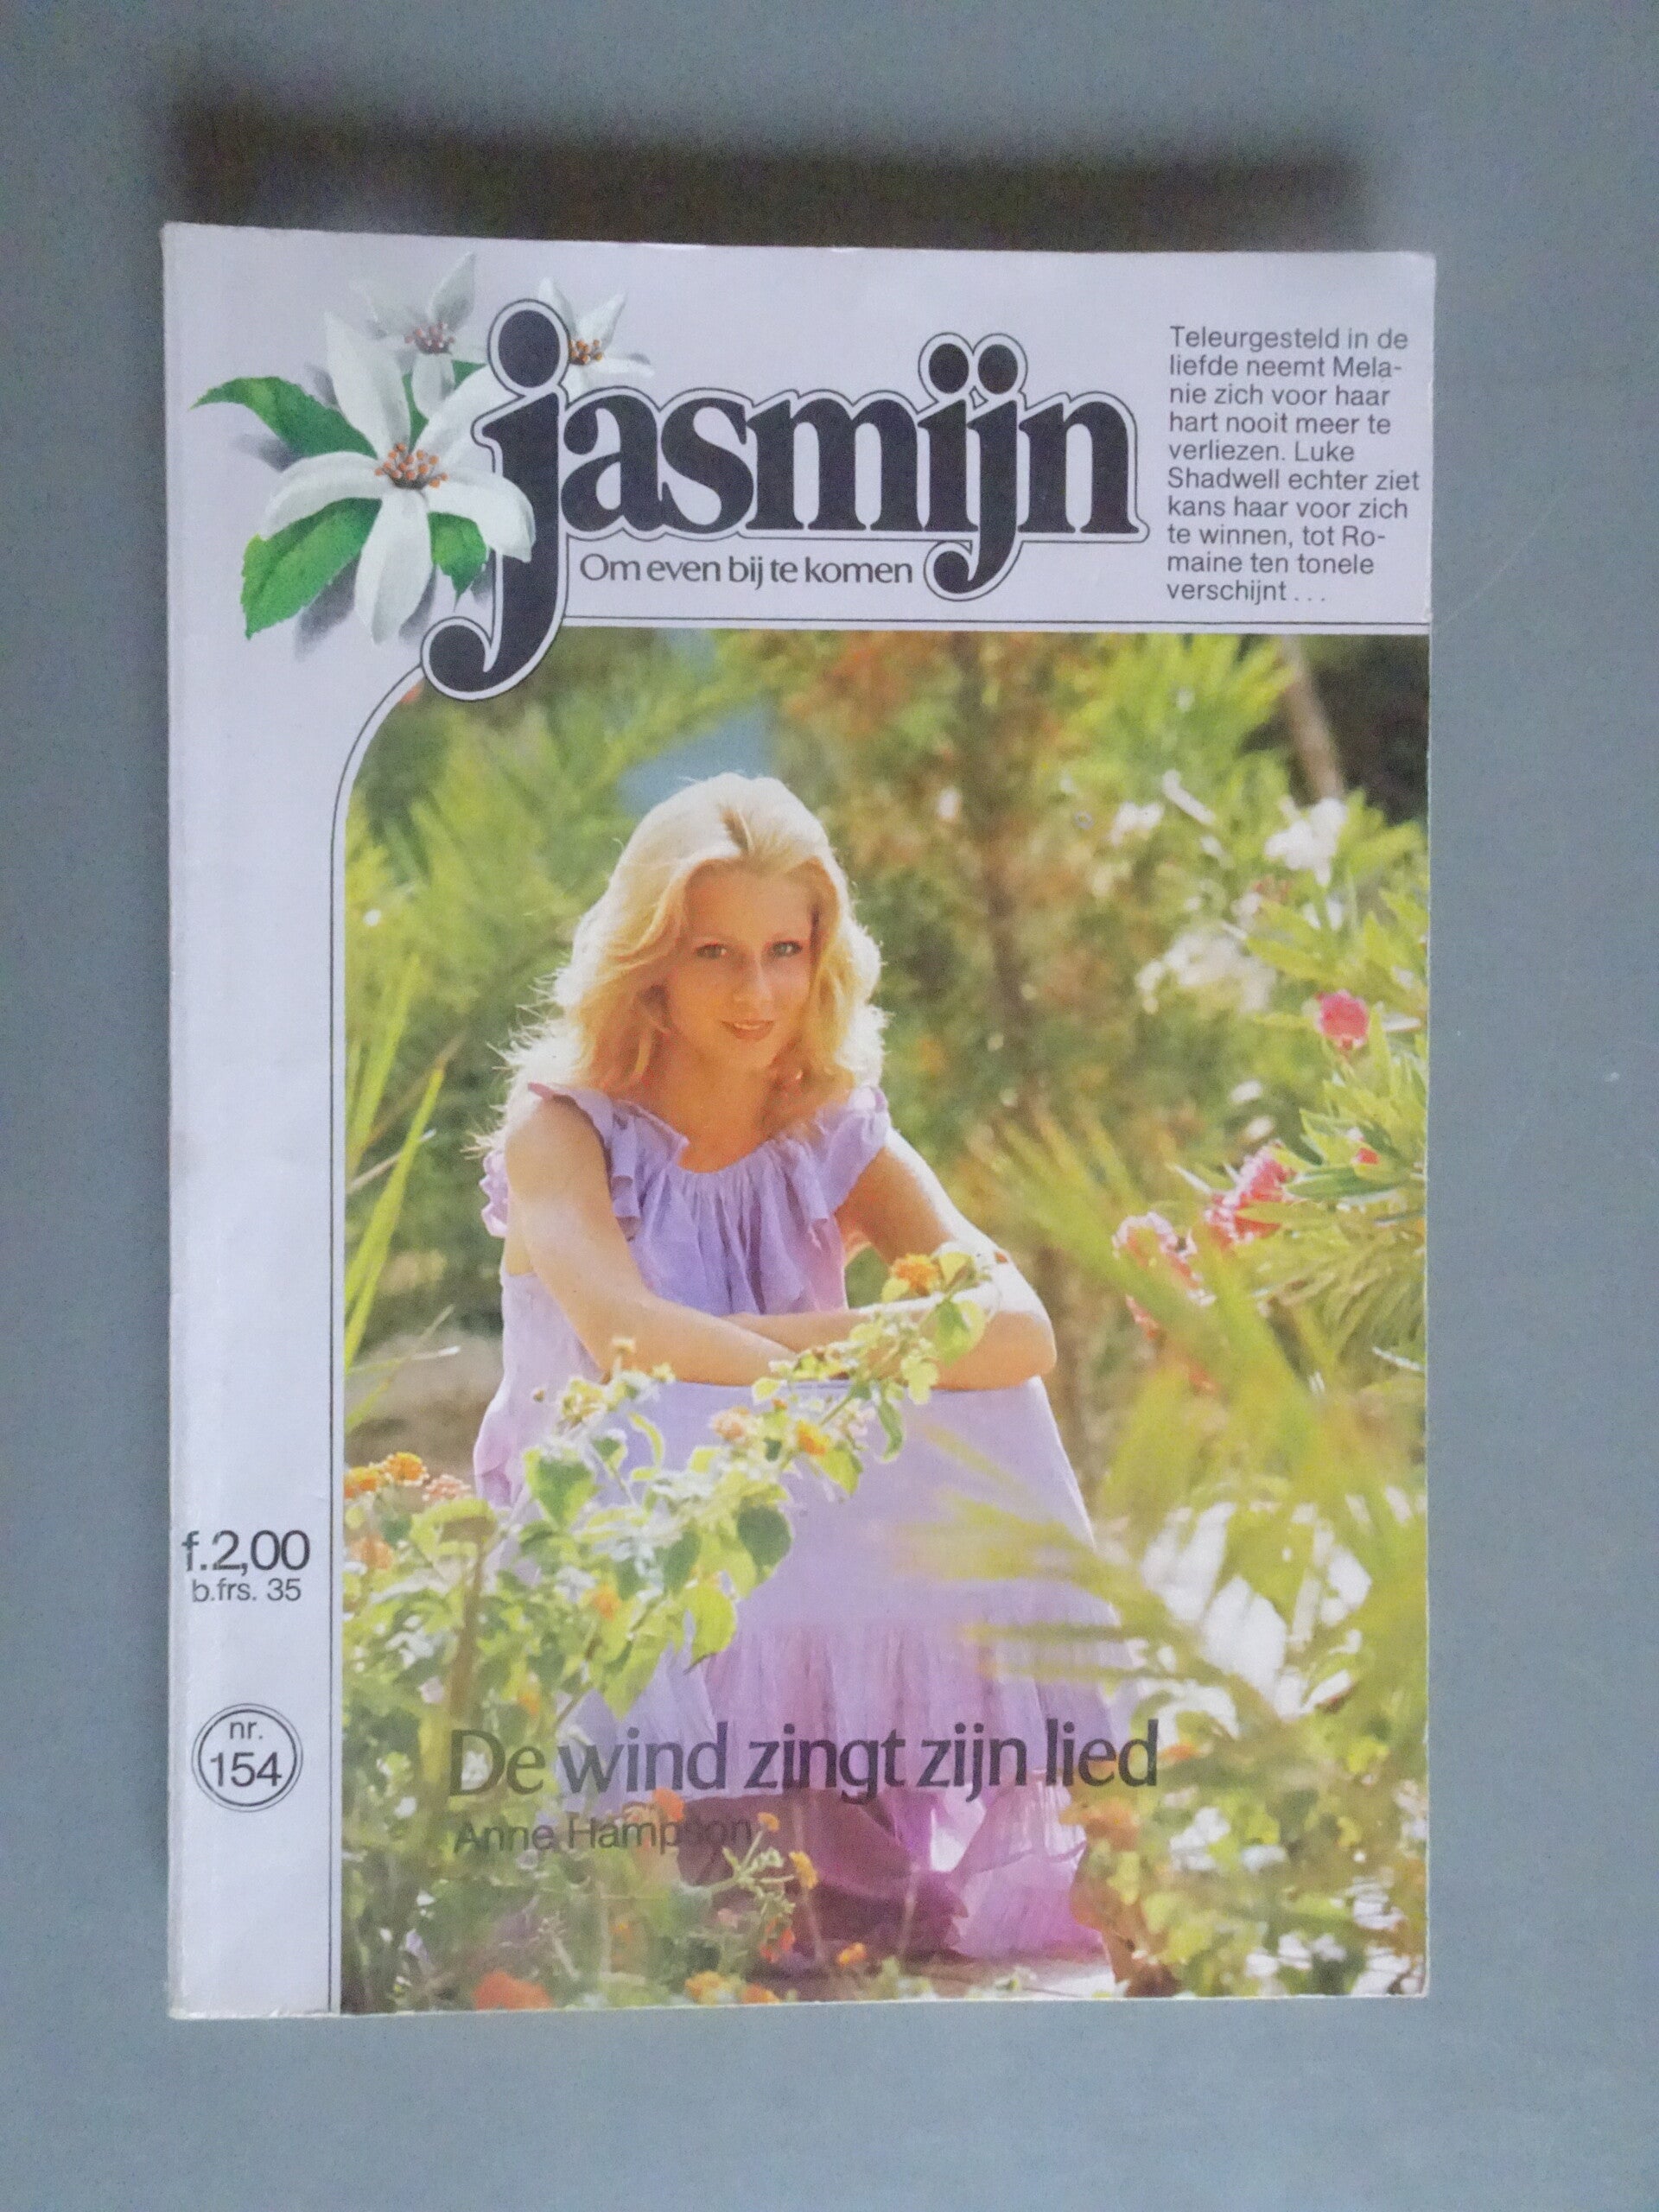 jasmijn
Om even bij te komen
Teleurgesteld in de
liefde neemt Mela-
nie zich voor haar
hart nooit meer te
verliezen. Luke
Shadwell echter ziet
kans haar voor zich
te winnen, tot Ro-
maine ten tonele
verschijnt . . .
f.2,00
b.frs. 35
nr.
154
De wind zingt zijn lied
Anne Hampson